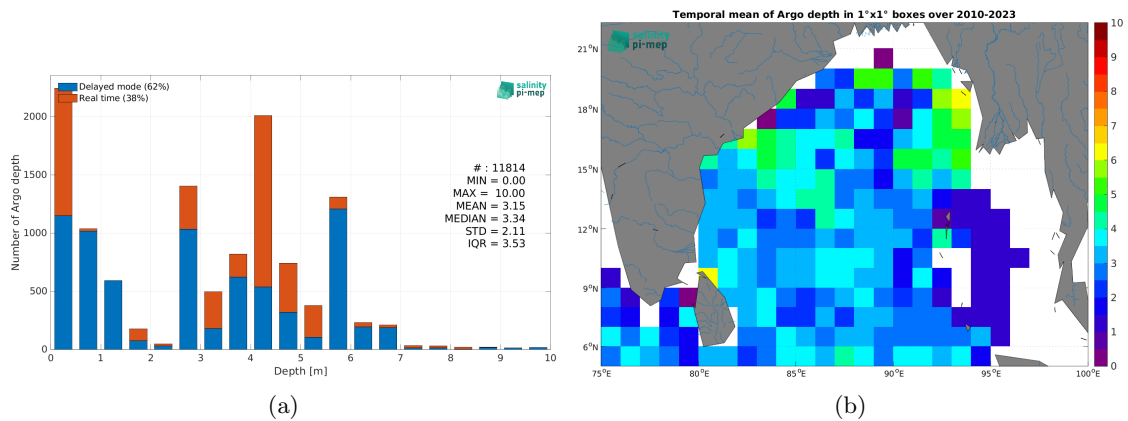 Delayed mode (62%)
Real time (38%)
salinity
pi-mep
Number of Argo depth
2000
1500
1000
500
0
# : 11814
MIN = 0.00
MAX = 10.00
MEAN = 3.15
MEDIAN = 3.34
STD = 2.11
IQR = 3.53
0 1 2 3 4 5 6 7 8 9 10
Depth [m]
(a)
Temporal mean of Argo depth in 1°x1° boxes over 2010-2023
salinity
pi-mep
21°N
18°N
15°N
12°N
9°N
6°N
75°E 80°E 85°E 90°E 95°E 100°E
10
9
8
7
6
5
4
3
2
1
0
(b)